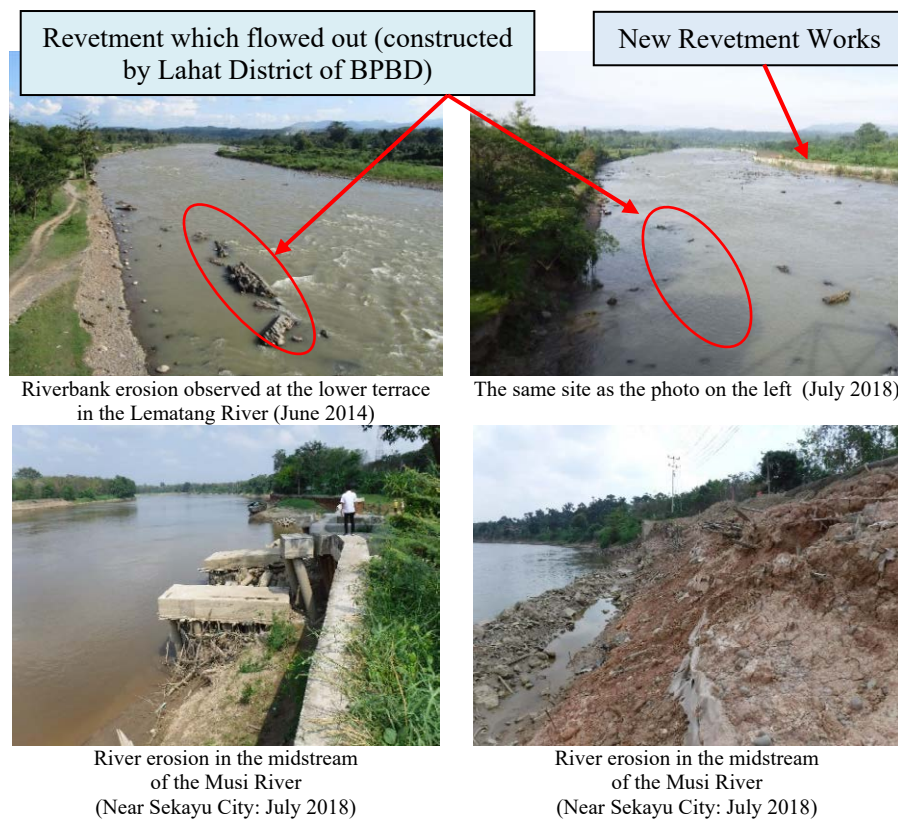 Revetment which flowed out (constructed
by Lahat District of BPBD)
New Revetment Works
Riverbank erosion observed at the lower terrace
in the Lematang River (June 2014)
The same site as the photo on the left  (July 2018)
River erosion in the midstream
of the Musi River
(Near Sekayu City: July 2018)
River erosion in the midstream
of the Musi River
(Near Sekayu City: July 2018)